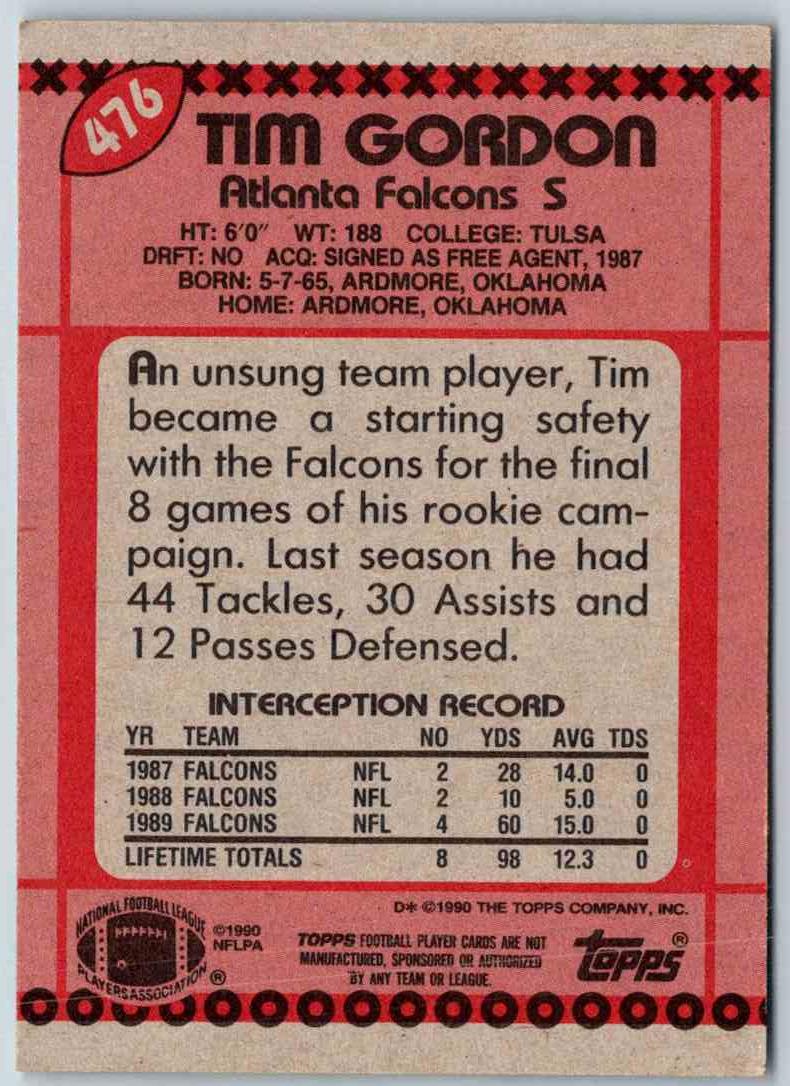 476
TIM GORDON
Atlanta Falcons S
HT: 6'0" WT: 188 COLLEGE: TULSA
DRFT: NO ACQ: SIGNED AS FREE AGENT, 1987
BORN: 5-7-65, ARDMORE, OKLAHOMA
HOME: ARDMORE, OKLAHOMA
An unsung team player, Tim
became a starting safety
with the Falcons for the final
8 games of his rookie cam-
paign. Last season he had
44 Tackles, 30 Assists and
12 Passes Defensed.
INTERCEPTION RECORD
YR TEAM NO YDS AVG TDS
1987 FALCONS NFL 2 28 14.0 0
1988 FALCONS NFL 2 10 5.0 0
1989 FALCONS NFL 4 60 15.0 0
LIFETIME TOTALS 8 98 12.3 0
D* ©1990 THE TOPPS COMPANY, INC.
NATIONAL FOOTBALL LEAGUE
PLAYERS ASSOCIATION ®
©1990
NFLPA
TOPPS FOOTBALL PLAYER CARDS ARE NOT
MANUFACTURED, SPONSORED OR AUTHORIZED
BY ANY TEAM OR LEAGUE.
TOPPS ®